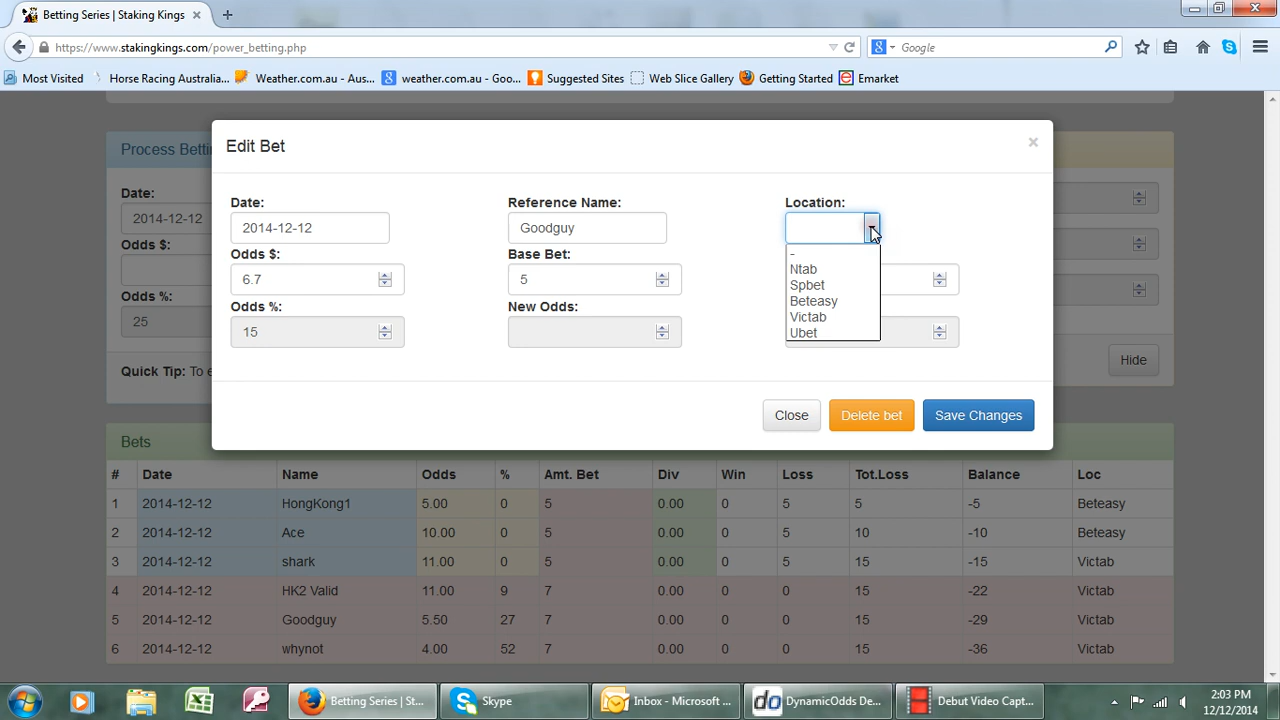 Betting Series | Staking Kings
https://www.stakingkings.com/power_betting.php
Google
Most Visited Horse Racing Australia... Weather.com.au - Aus... weather.com.au - Goo... Suggested Sites Web Slice Gallery Getting Started Emarket
Process Betti
Date:
2014-12-12
Odds $:
Odds %:
25
Quick Tip: To e
Hide
Edit Bet
Date: Reference Name: Location:
2014-12-12 Goodguy
Odds $: Base Bet:
6.7 5
Odds %: New Odds:
15
-
Ntab
Spbet
Beteasy
Victab
Ubet
Close Delete bet Save Changes
Bets
# Date Name Odds % Amt. Bet Div Win Loss Tot.Loss Balance Loc
1 2014-12-12 HongKong1 5.00 0 5 0.00 0 5 5 -5 Beteasy
2 2014-12-12 Ace 10.00 0 5 0.00 0 5 10 -10 Beteasy
3 2014-12-12 shark 11.00 0 5 0.00 0 5 15 -15 Victab
4 2014-12-12 HK2 Valid 11.00 9 7 0.00 0 0 15 -22 Victab
5 2014-12-12 Goodguy 5.50 27 7 0.00 0 0 15 -29 Victab
6 2014-12-12 whynot 4.00 52 7 0.00 0 0 15 -36 Victab
Betting Series | St... Skype Inbox - Microsoft ... DynamicOdds De... Debut Video Capt...
2:03 PM
12/12/2014